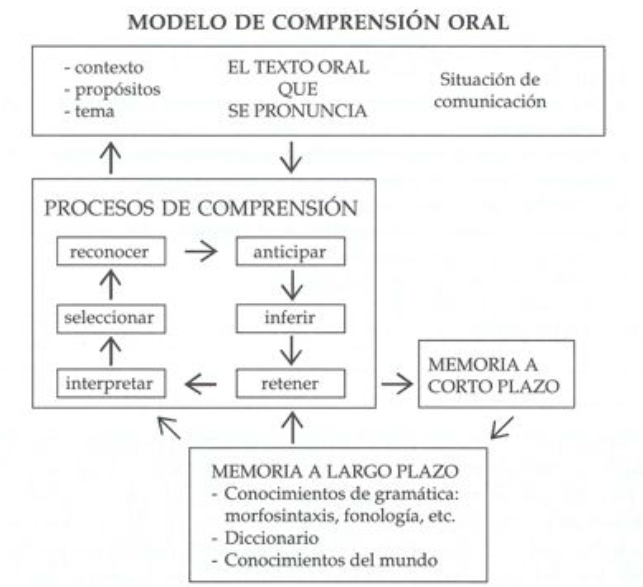 MODELO DE COMPRENSIÓN ORAL
- contexto
- propósitos
- tema
EL TEXTO ORAL
QUE
SE PRONUNCIA
Situación de
comunicación
PROCESOS DE COMPRENSIÓN
reconocer
anticipar
seleccionar
inferir
interpretar
retener
MEMORIA A
CORTO PLAZO
MEMORIA A LARGO PLAZO
- Conocimientos de gramática:
morfosintaxis, fonología, etc.
- Diccionario
- Conocimientos del mundo